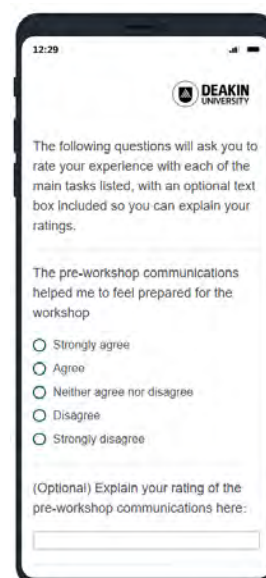 12:29
DEAKIN
UNIVERSITY
The following questions will ask you to
rate your experience with each of the
main tasks listed, with an optional text
box included so you can explain your
ratings.
The pre-workshop communications
helped me to feel prepared for the
workshop
Strongly agree
Agree
Neither agree nor disagree
Disagree
Strongly disagree
(Optional) Explain your rating of the
pre-workshop communications here: